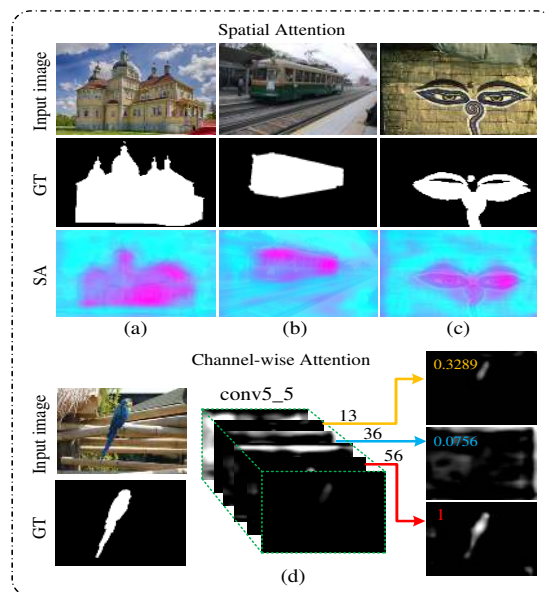 Spatial Attention
Input image
GT
SA
(a)
(b)
(c)
Channel-wise Attention
Input image
GT
conv5_5
13
36
56
0.3289
0.0756
1
(d)